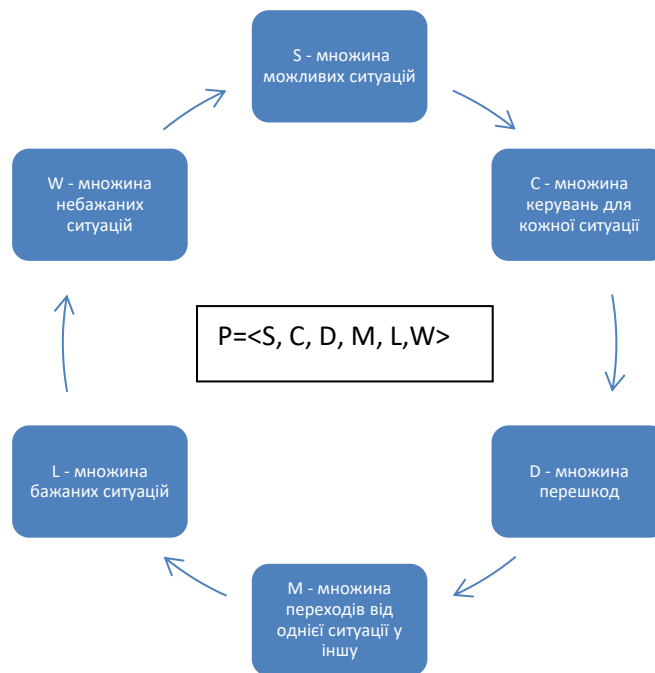 S - множина
можливих ситуацій
C - множина
керувань для
кожної ситуації
D - множина
перешкод
M - множина
переходів від
однієї ситуації у
іншу
L - множина
бажаних ситуацій
W - множина
небажаних
ситуацій
P=<S, C, D, M, L,W>